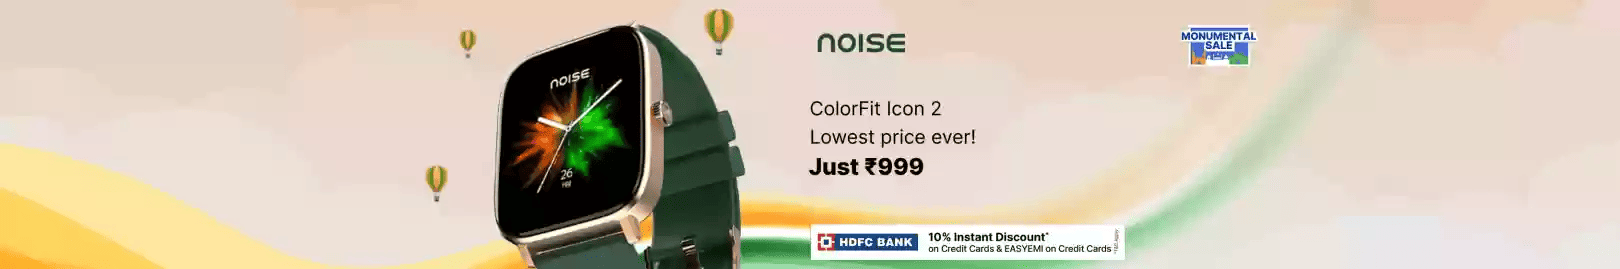 NOISE
26
NOISE
ColorFit Icon 2
Lowest price ever!
Just ₹999
HDFC BANK
10% Instant Discount*
on Credit Cards & EASYEMI on Credit Cards
MONUMENTAL
SALE